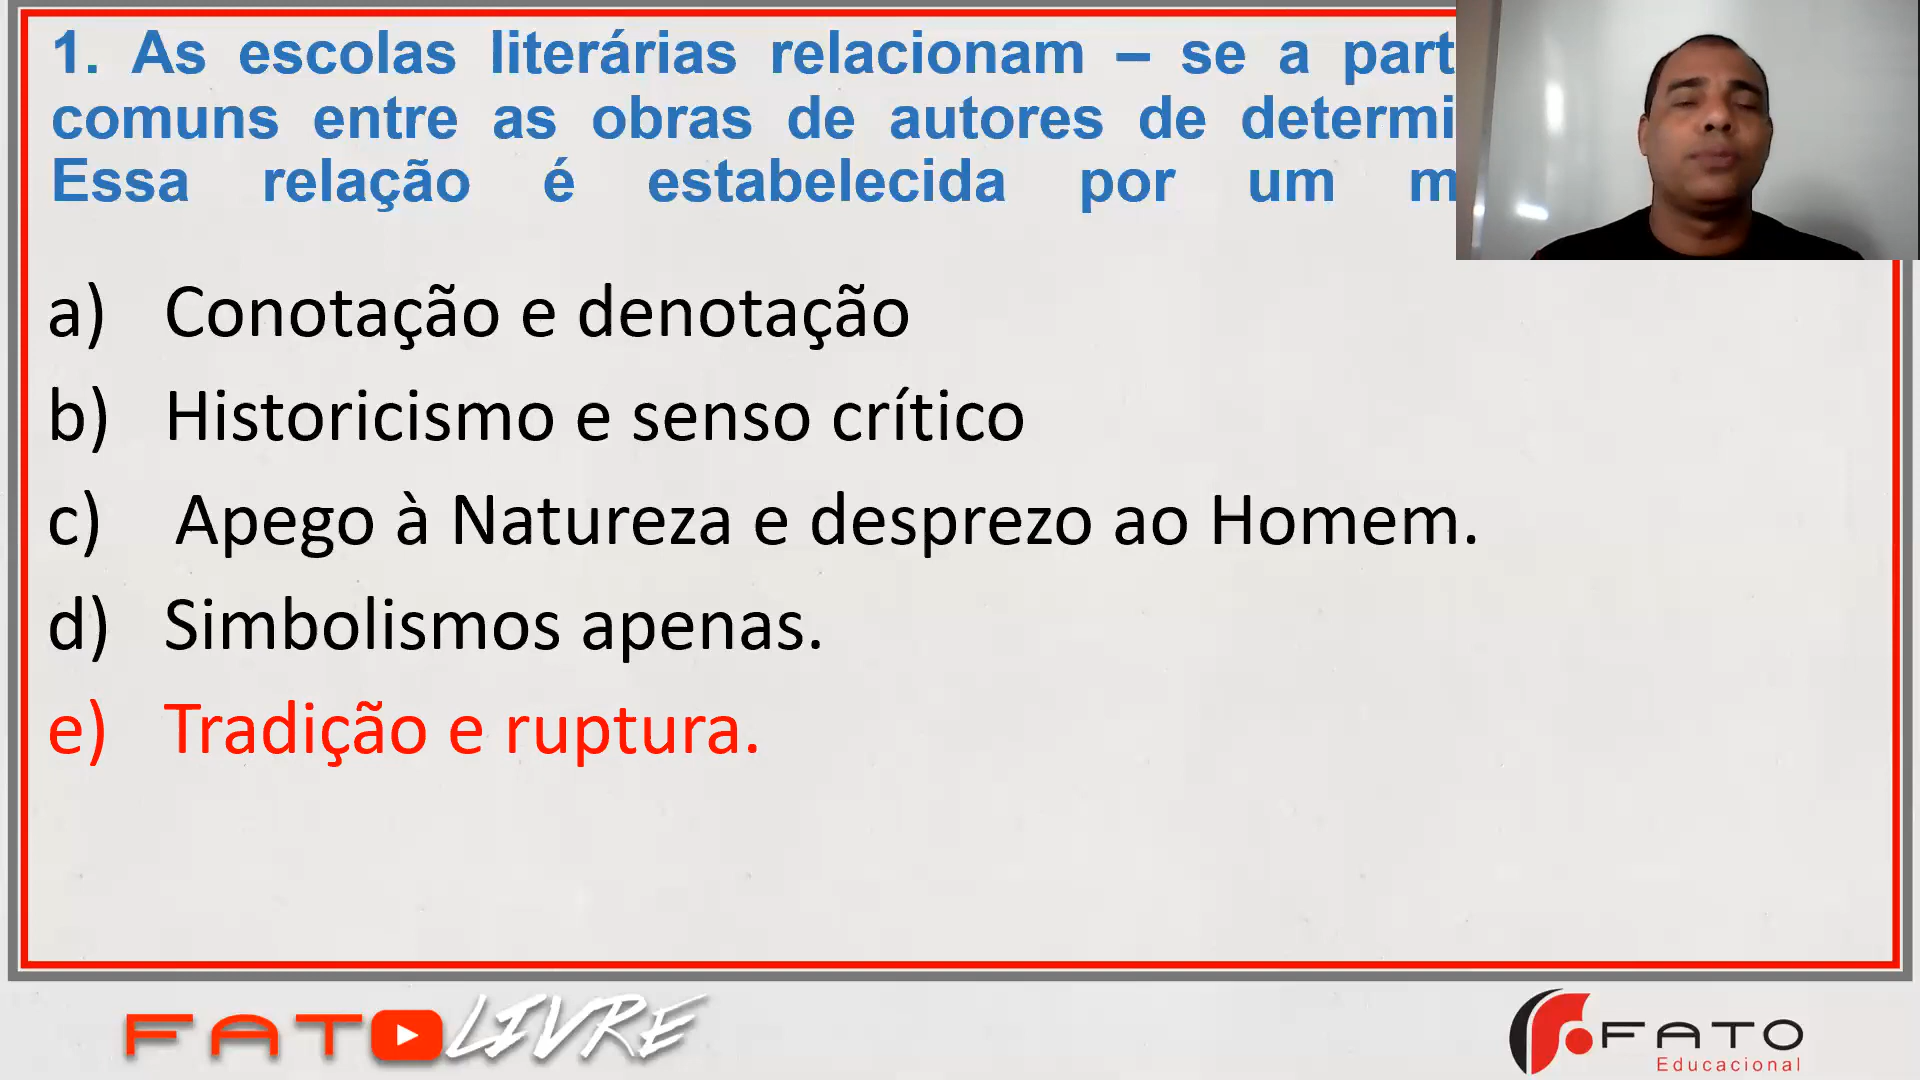 1. As escolas literárias relacionam – se a part
comuns entre as obras de autores de determi
Essa relação é estabelecida por um m
a) Conotação e denotação
b) Historicismo e senso crítico
c) Apego à Natureza e desprezo ao Homem.
d) Simbolismos apenas.
e) Tradição e ruptura.
FATO LIVRE
FATO
Educacional